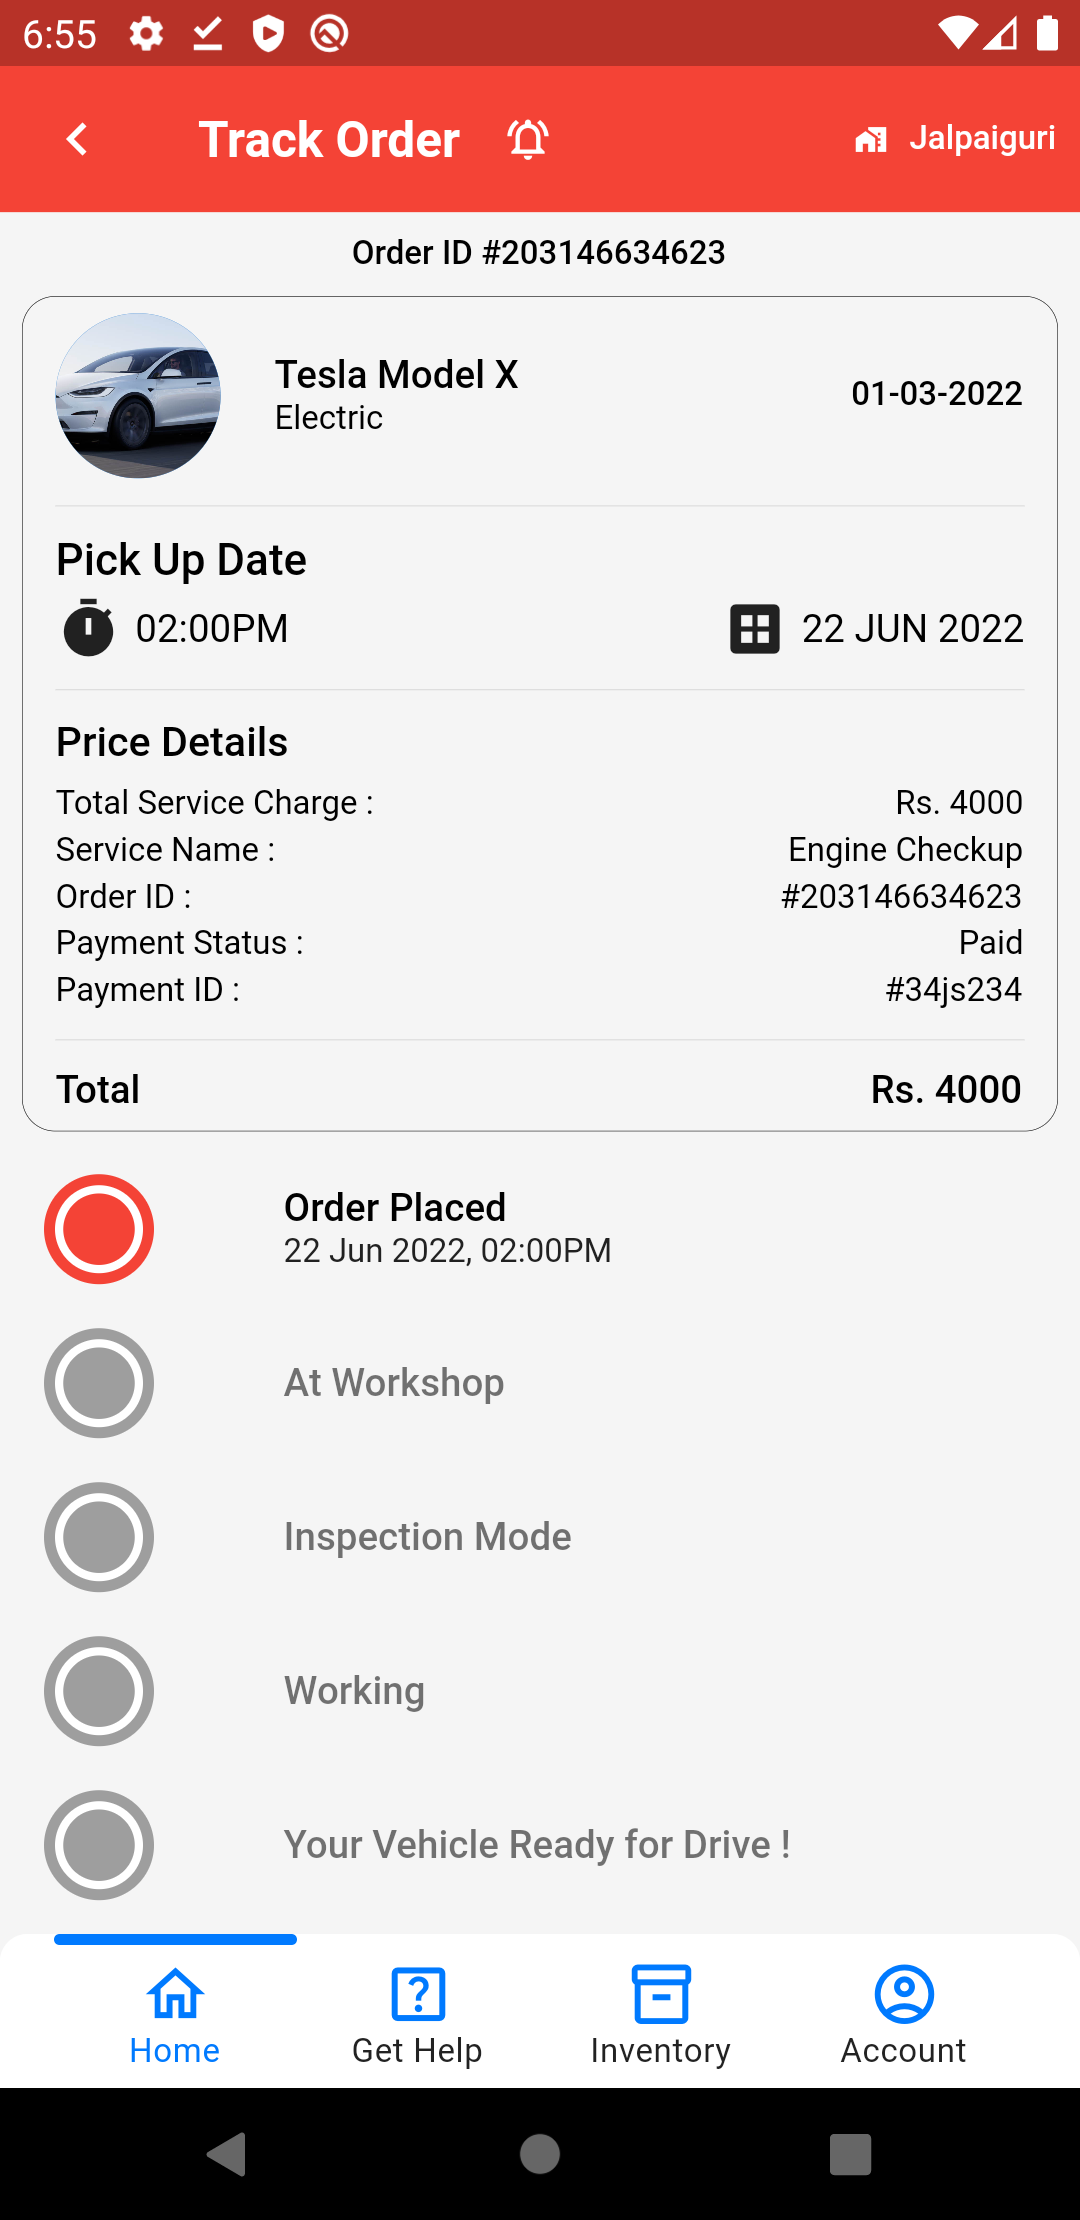 6:55
Track Order
Jalpaiguri
Order ID #203146634623
Tesla Model X
Electric
01-03-2022
Pick Up Date
02:00PM
22 JUN 2022
Price Details
Total Service Charge : Rs. 4000
Service Name : Engine Checkup
Order ID : #203146634623
Payment Status : Paid
Payment ID : #34js234
Total Rs. 4000
Order Placed
22 Jun 2022, 02:00PM
At Workshop
Inspection Mode
Working
Your Vehicle Ready for Drive !
Home Get Help Inventory Account